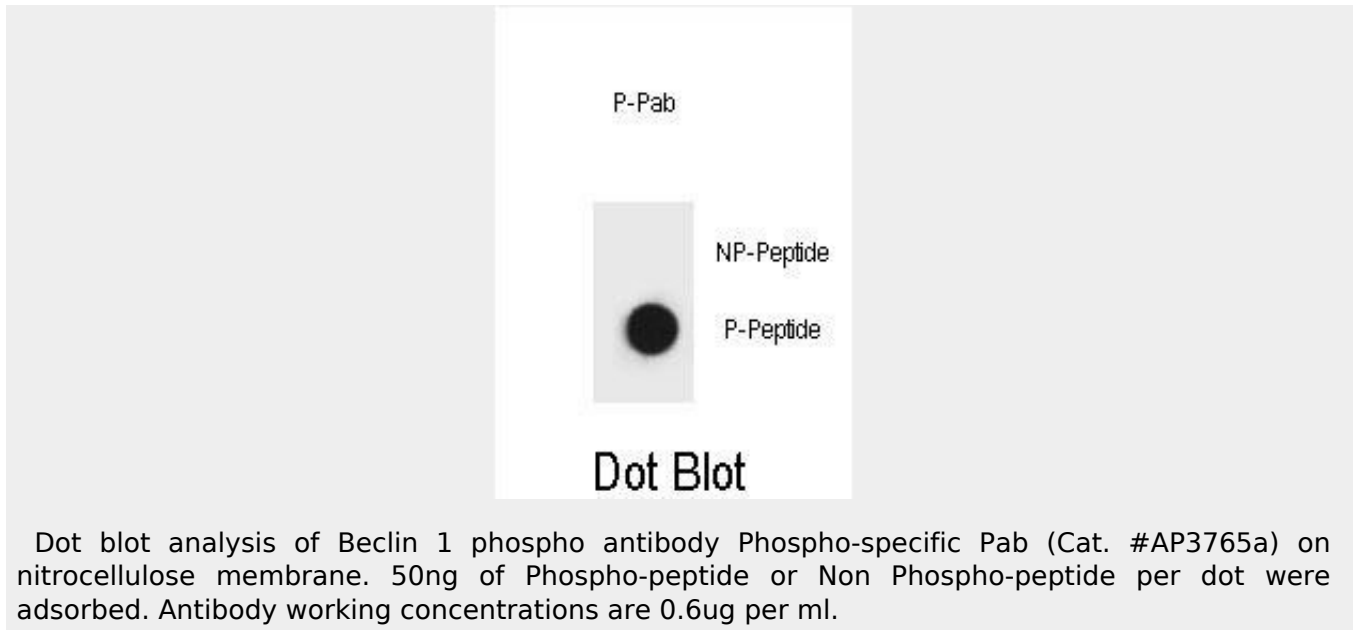 P-Pab
NP-Peptide
P-Peptide
Dot Blot
Dot blot analysis of Beclin 1 phospho antibody Phospho-specific Pab (Cat. #AP3765a) on
nitrocellulose membrane. 50ng of Phospho-peptide or Non Phospho-peptide per dot were
adsorbed. Antibody working concentrations are 0.6ug per ml.